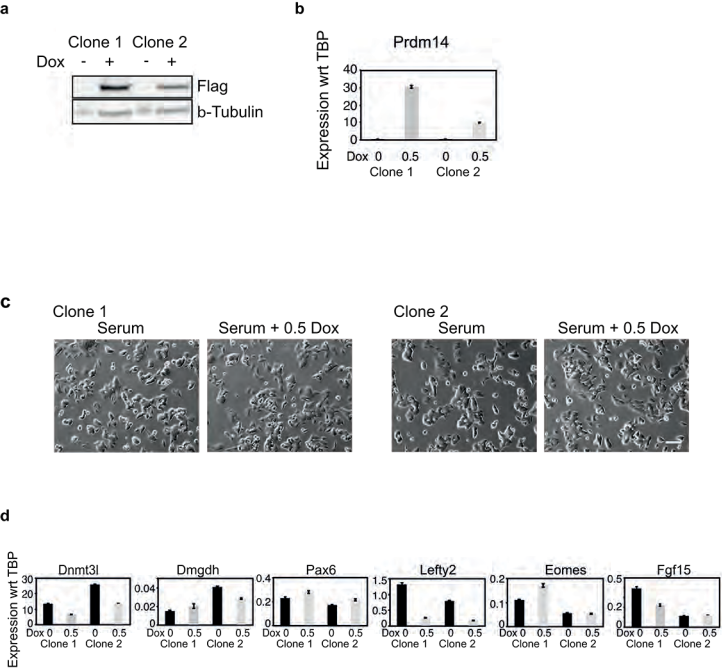 a
Clone 1 Clone 2
Dox - + - +
Flag
b-Tubulin
b
Prdm14
Expression wrt TBP
40
30
20
10
0
Dox 0 0.5 0 0.5
Clone 1 Clone 2
c
Clone 1
Serum Serum + 0.5 Dox
Clone 2
Serum Serum + 0.5 Dox
d
Expression wrt TBP
Dnmt3l
30
20
10
0
Dox 0 0.5 0 0.5
Clone 1 Clone 2
Dmgdh
0.04
0.02
0
0 0.5 0 0.5
Clone 1 Clone 2
Pax6
0.4
0.2
0
0 0.5 0 0.5
Clone 1 Clone 2
Lefty2
1.5
1.0
0.5
0
0 0.5 0 0.5
Clone 1 Clone 2
Eomes
0.2
0.1
0
0 0.5 0 0.5
Clone 1 Clone 2
Fgf15
0.5
0.2
0
Dox 0 0.5 0 0.5
Clone 1 Clone 2